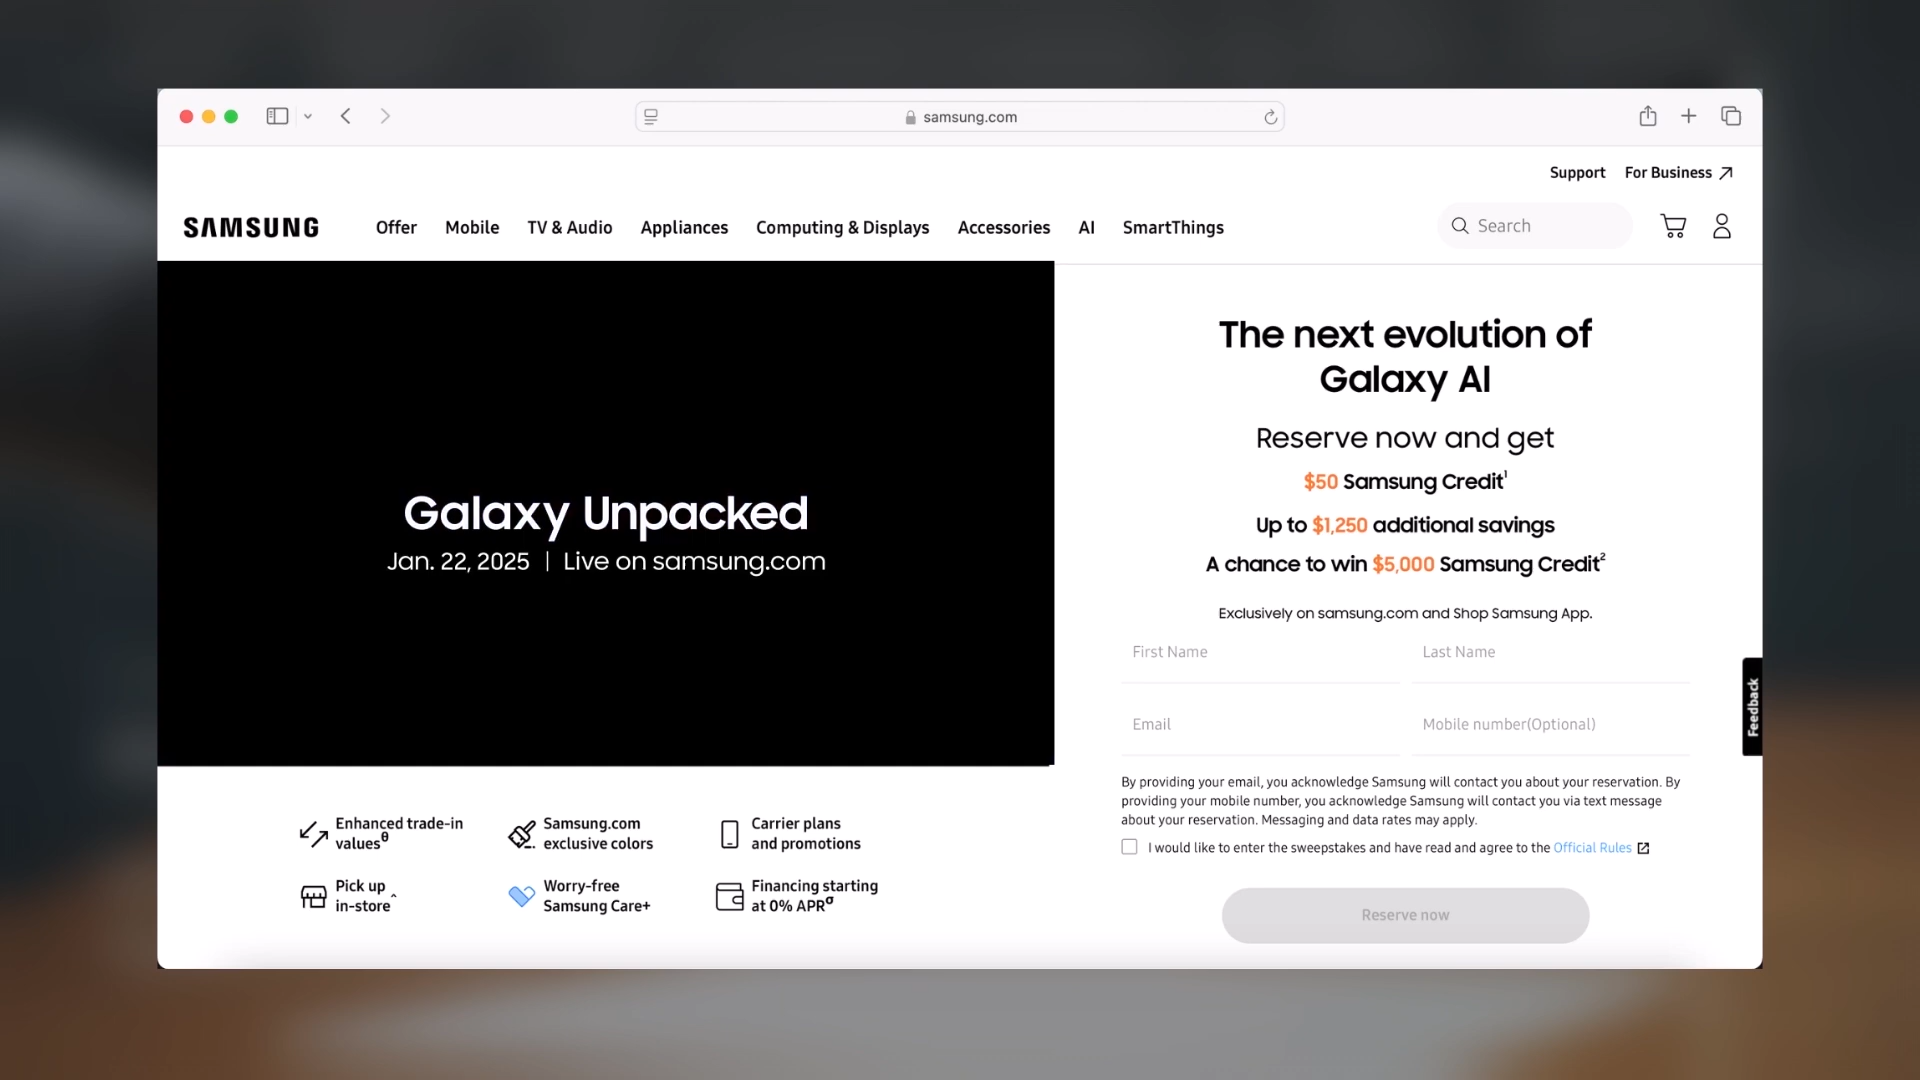 samsung.com
Support For Business
SAMSUNG Offer Mobile TV & Audio Appliances Computing & Displays Accessories AI SmartThings Search
Galaxy Unpacked
Jan. 22, 2025 | Live on samsung.com
Enhanced trade-in
valuesᶿ
Samsung.com
exclusive colors
Carrier plans
and promotions
Pick up
in-store^
Worry-free
Samsung Care+
Financing starting
at 0% APRᵟ
The next evolution of
Galaxy AI
Reserve now and get
$50 Samsung Credit¹
Up to $1,250 additional savings
A chance to win $5,000 Samsung Credit²
Exclusively on samsung.com and Shop Samsung App.
First Name Last Name
Email Mobile number(Optional)
By providing your email, you acknowledge Samsung will contact you about your reservation. By
providing your mobile number, you acknowledge Samsung will contact you via text message
about your reservation. Messaging and data rates may apply.
I would like to enter the sweepstakes and have read and agree to the Official Rules
Reserve now
Feedback